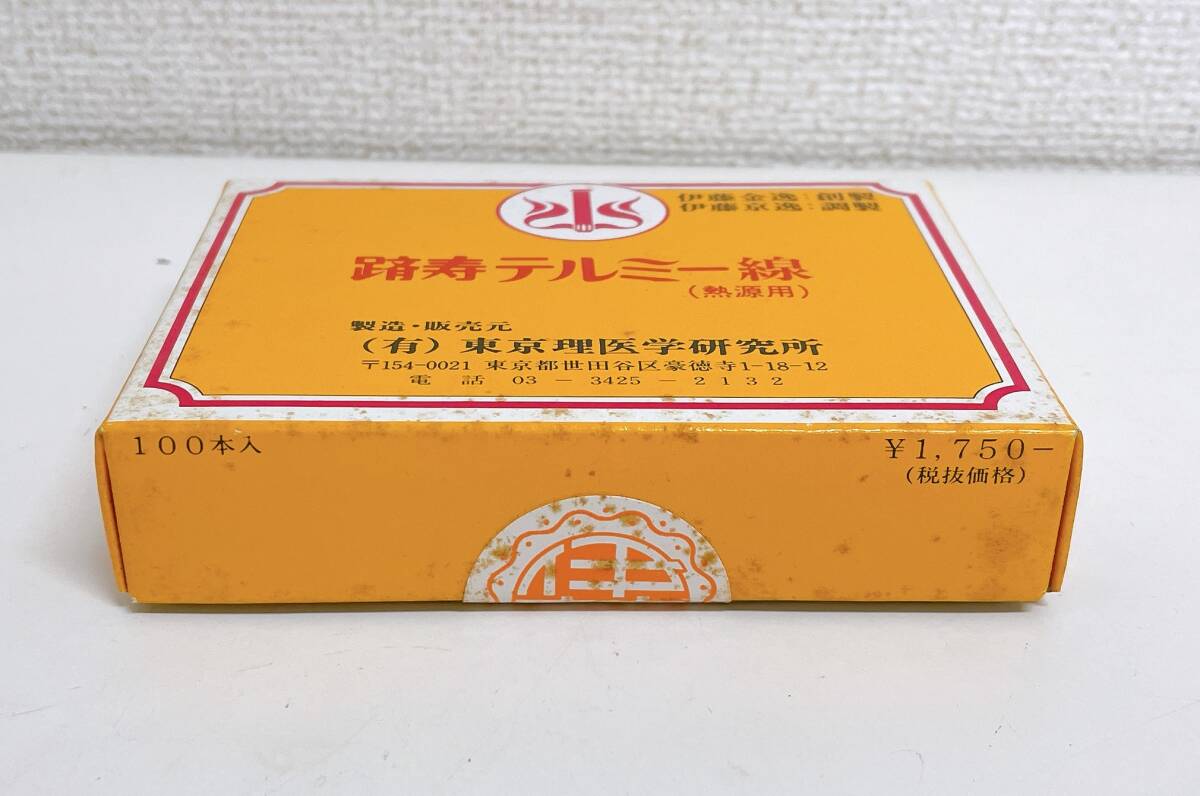 伊藤金逸:創製
伊藤京逸:調製
躋寿テルミー線
(熱源用)
製造・販売元
(有)東京理医学研究所
〒154-0021 東京都世田谷区豪徳寺1-18-12
電話 03-3425-2132
100本入
¥1,750-
(税抜価格)